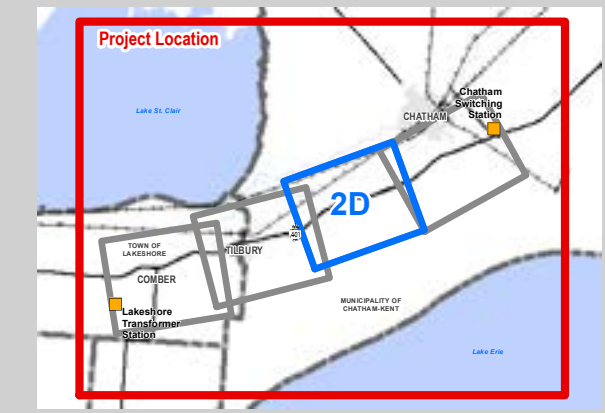 Project Location
Lake St. Clair
Chatham
Switching
Station
CHATHAM
2D
401
TILBURY
TOWN OF
LAKESHORE
COMBER
MUNICIPALITY OF
CHATHAM-KENT
Lakeshore
Transformer
Station
Lake Erie